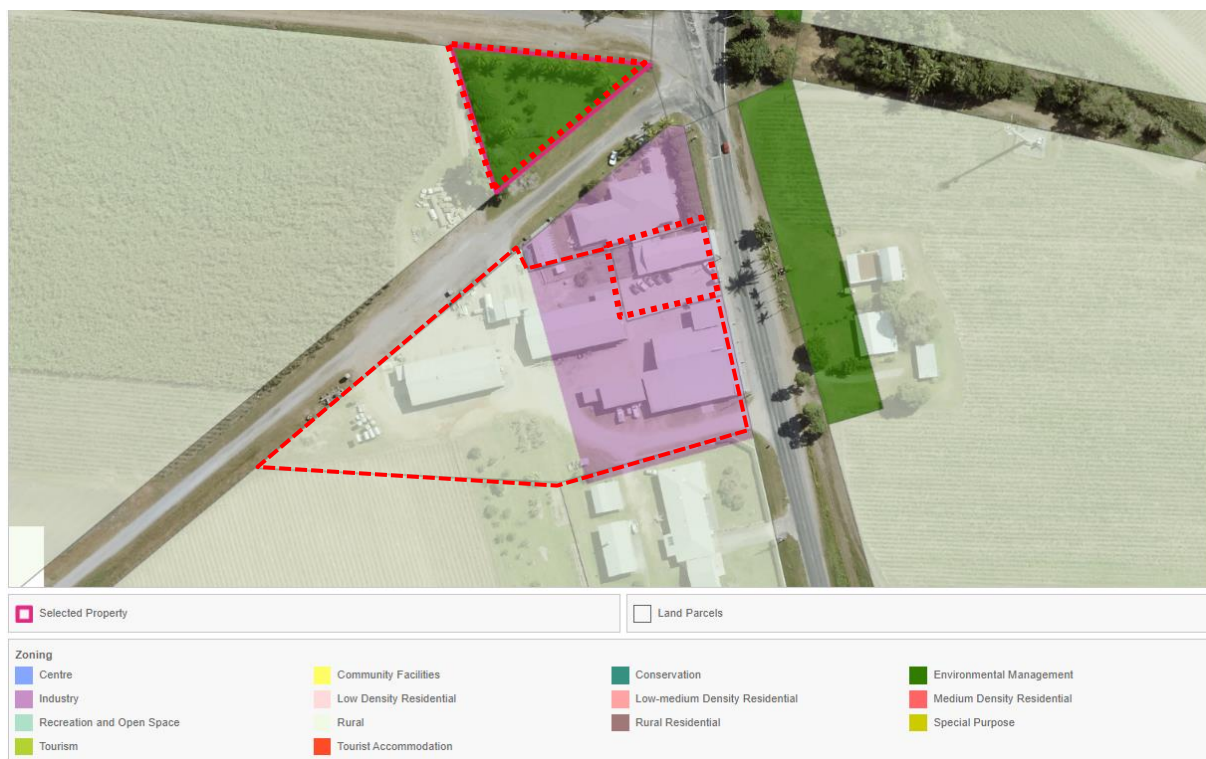 Selected Property
Land Parcels
Zoning
Centre
Community Facilities
Conservation
Environmental Management
Industry
Low Density Residential
Low-medium Density Residential
Medium Density Residential
Recreation and Open Space
Rural
Rural Residential
Special Purpose
Tourism
Tourist Accommodation